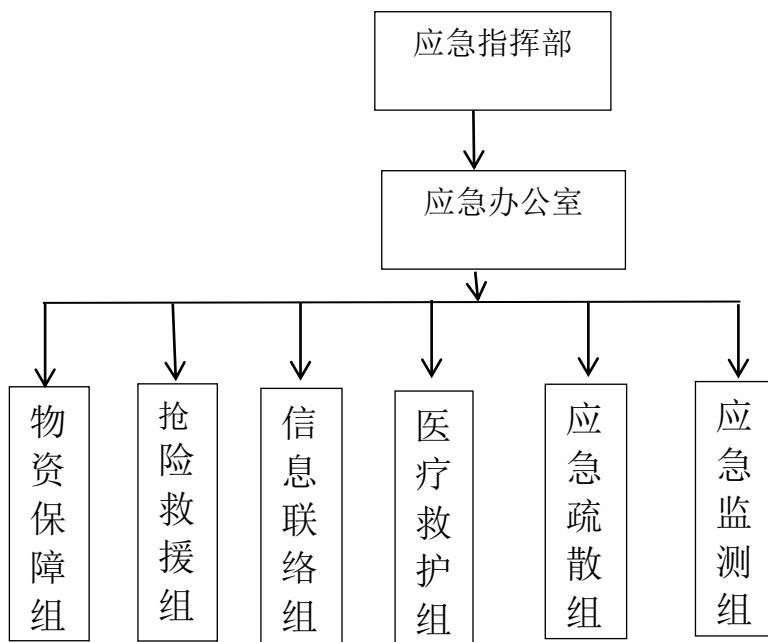 应急指挥部
应急办公室
物资保障组
抢险救援组
信息联络组
医疗救护组
应急疏散组
应急监测组